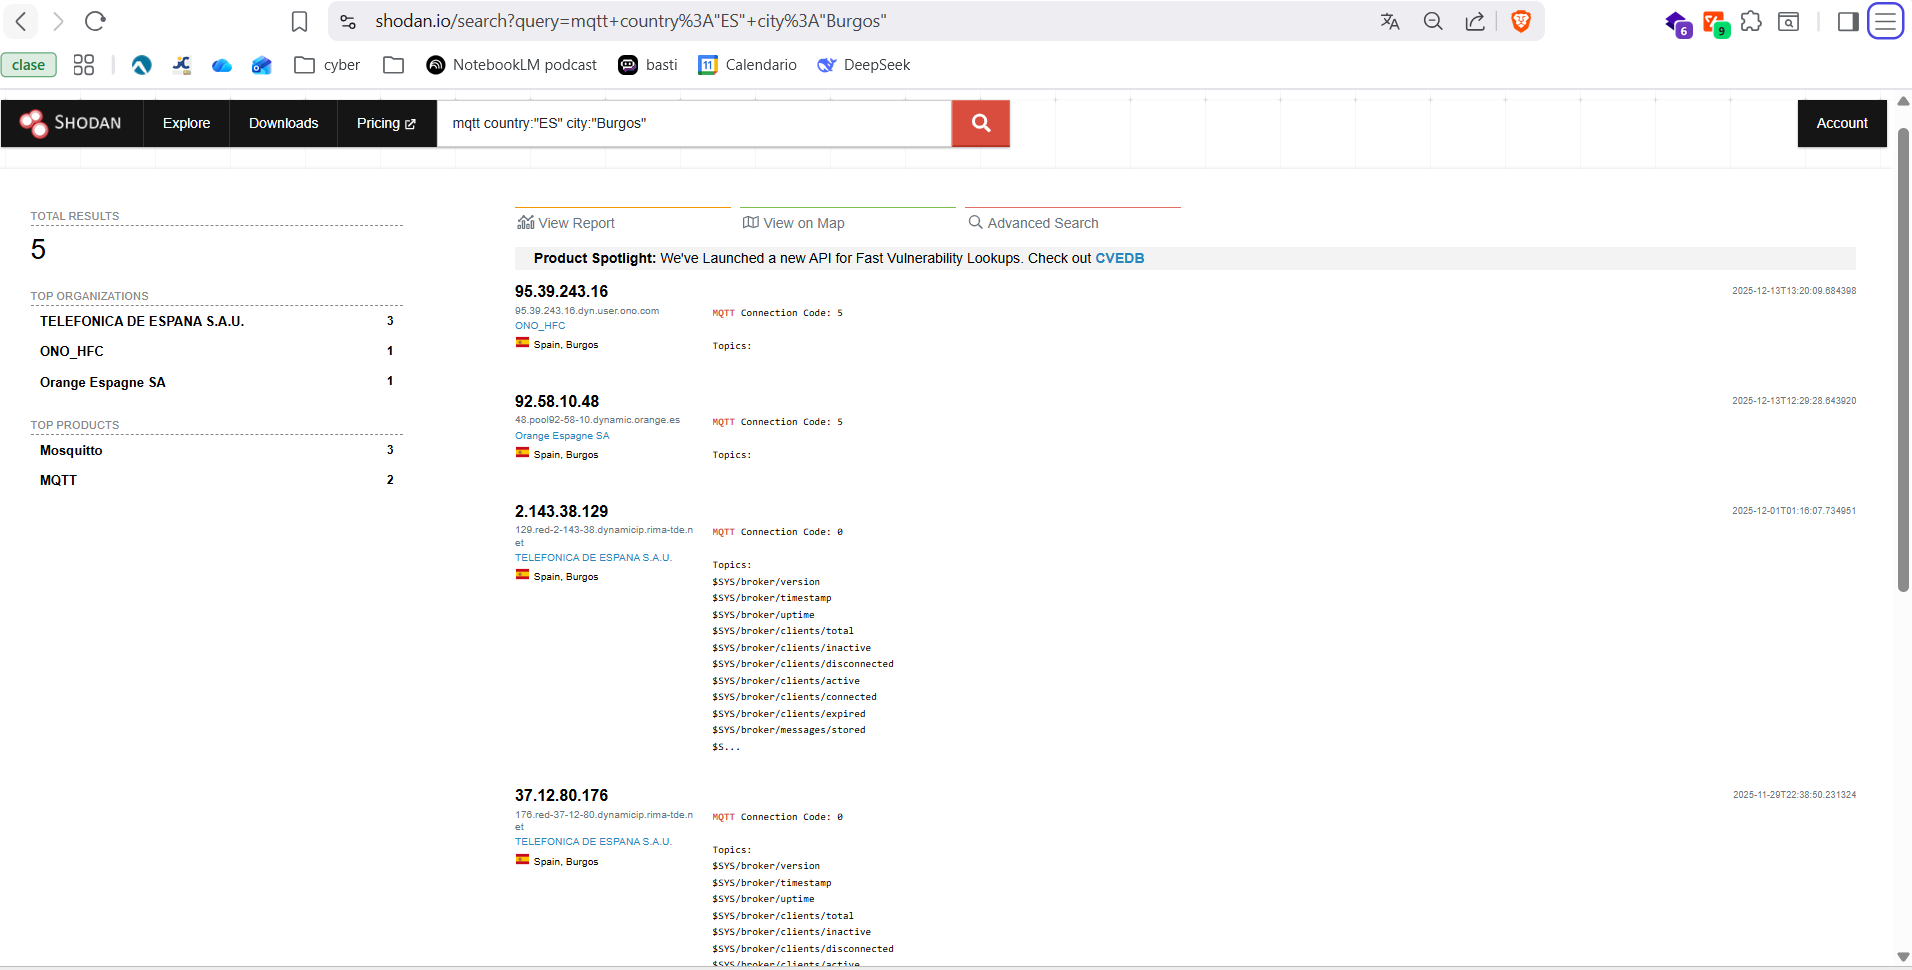 shodan.io/search?query=mqtt+country%3A"ES"+city%3A"Burgos"
6
9
clase
cyber
NotebookLM podcast
basti
11
Calendario
DeepSeek
SHODAN
Explore
Downloads
Pricing
mqtt country:"ES" city:"Burgos"
Account
TOTAL RESULTS
5
TOP ORGANIZATIONS
TELEFONICA DE ESPANA S.A.U. 3
ONO_HFC 1
Orange Espagne SA 1
TOP PRODUCTS
Mosquitto 3
MQTT 2
View Report
View on Map
Advanced Search
Product Spotlight: We've Launched a new API for Fast Vulnerability Lookups. Check out CVEDB
95.39.243.16
2025-12-13T13:20:09.684398
95.39.243.16.dyn.user.ono.com
ONO_HFC
Spain, Burgos
MQTT Connection Code: 5
Topics:
92.58.10.48
2025-12-13T12:29:28.643920
48.pool92-58-10.dynamic.orange.es
Orange Espagne SA
Spain, Burgos
MQTT Connection Code: 5
Topics:
2.143.38.129
2025-12-01T01:16:07.734951
129.red-2-143-38.dynamicip.rima-tde.n
et
TELEFONICA DE ESPANA S.A.U.
Spain, Burgos
MQTT Connection Code: 0
Topics:
$SYS/broker/version
$SYS/broker/timestamp
$SYS/broker/uptime
$SYS/broker/clients/total
$SYS/broker/clients/inactive
$SYS/broker/clients/disconnected
$SYS/broker/clients/active
$SYS/broker/clients/connected
$SYS/broker/clients/expired
$SYS/broker/messages/stored
$S...
37.12.80.176
2025-11-29T22:38:50.231324
176.red-37-12-80.dynamicip.rima-tde.n
et
TELEFONICA DE ESPANA S.A.U.
Spain, Burgos
MQTT Connection Code: 0
Topics:
$SYS/broker/version
$SYS/broker/timestamp
$SYS/broker/uptime
$SYS/broker/clients/total
$SYS/broker/clients/inactive
$SYS/broker/clients/disconnected
$SYS/broker/clients/active